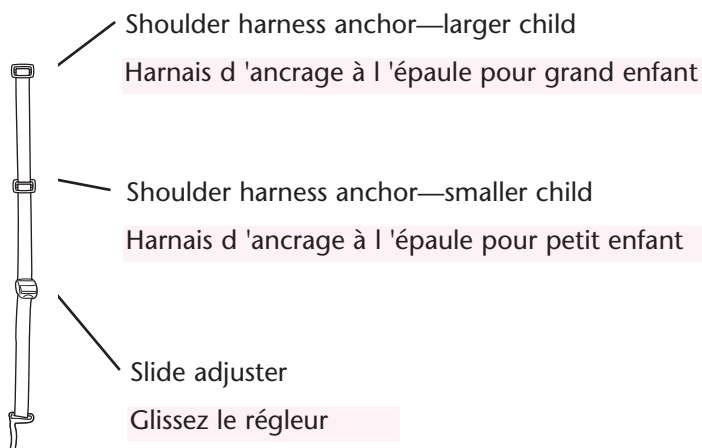 Shoulder harness anchor—larger child
Harnais d 'ancrage à l 'épaule pour grand enfant
Shoulder harness anchor—smaller child
Harnais d 'ancrage à l 'épaule pour petit enfant
Slide adjuster
Glissez le régleur